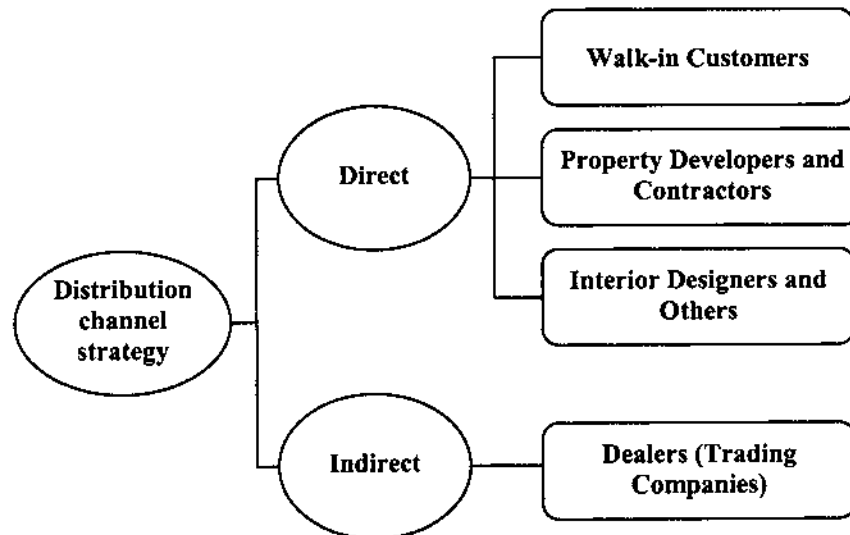 Walk-in Customers
Direct
Property Developers and
Contractors
Distribution
channel
strategy
Interior Designers and
Others
Indirect
Dealers (Trading
Companies)